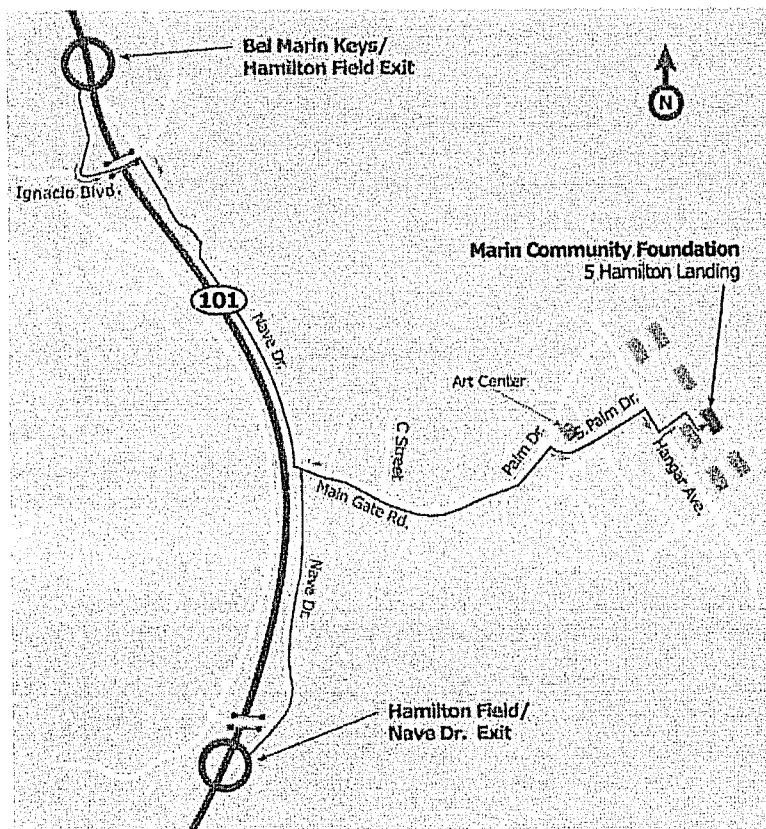 Bel Marin Keys/
Hamilton Field Exit
N
Ignacio Blvd.
Marin Community Foundation
5 Hamilton Landing
101
Nave Dr.
Art Center
C Street
Palm Dr.
S. Palm Dr.
Hangar Ave.
Main Gate Rd.
Nave Dr.
Hamilton Field/
Nave Dr. Exit